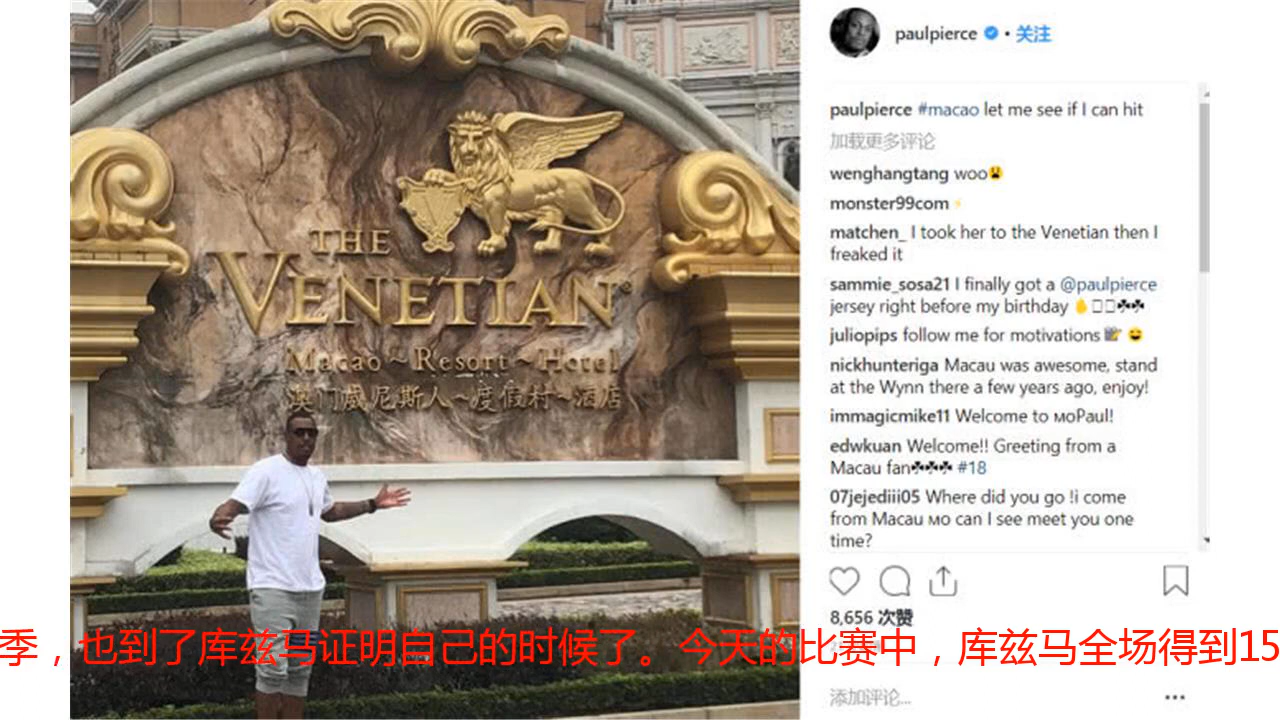 THE
VENETIAN
Macao ~ Resort ~ Hotel
澳门威尼斯人~度假村~酒店
paulpierce • 关注
paulpierce #macao let me see if I can hit
加载更多评论
wenghangtang woo😩
monster99com ⚡
matchen_ I took her to the Venetian then I
freaked it
sammie_sosa21 I finally got a @paulpierce
jersey right before my birthday ✋☘☘
juliopips follow me for motivations 📝 😄
nickhunteriga Macau was awesome, stand
at the Wynn there a few years ago, enjoy!
immagicmike11 Welcome to мoPaul!
edwkuan Welcome!! Greeting from a
Macau fan☘☘☘ #18
07jejediii05 Where did you go !i come
from Macau мo can I see meet you one
time?
8,656 次赞
季，也到了库兹马证明自己的时候了。今天的比赛中，库兹马全场得到15
添加评论...